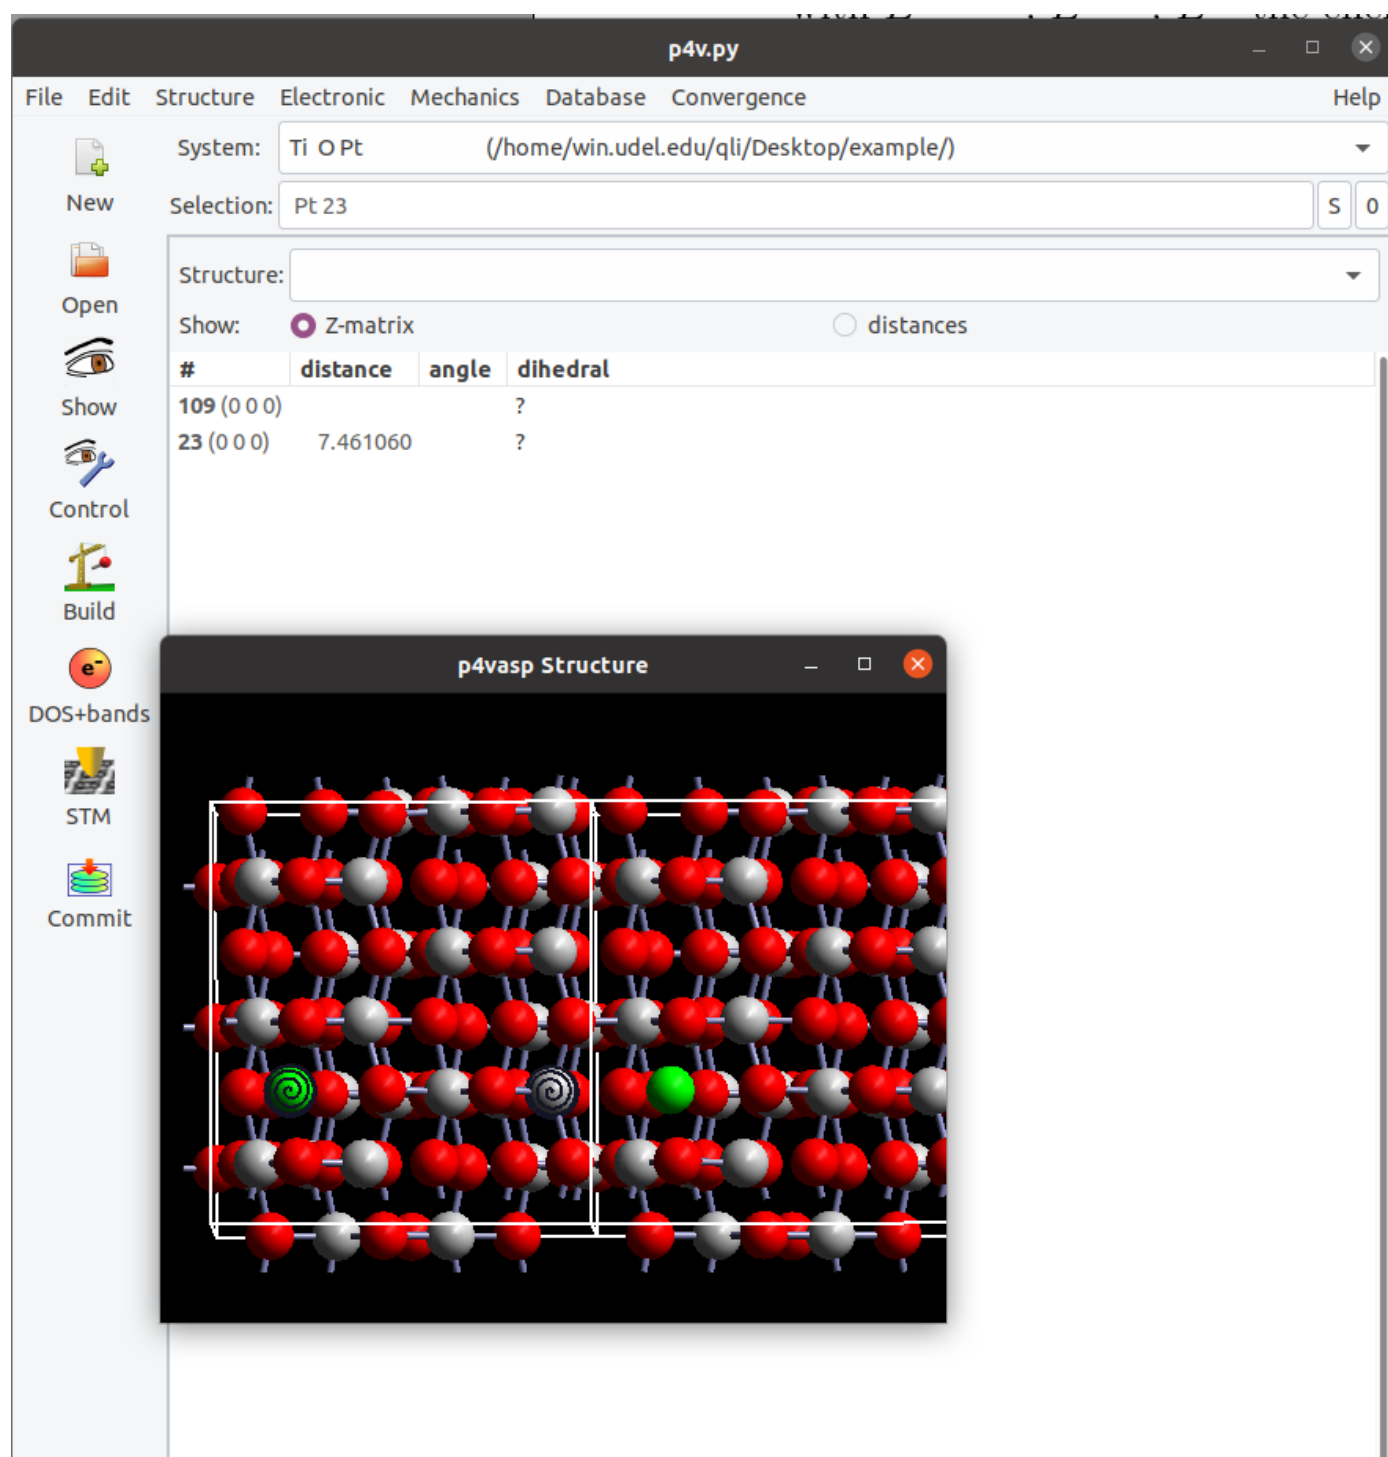 p4v.py
File Edit Structure Electronic Mechanics Database Convergence Help
System: Ti O Pt (/home/win.udel.edu/qli/Desktop/example/)
New
Selection: Pt 23 S 0
Structure:
Open
Show: Z-matrix distances
# distance angle dihedral
Show
109 (0 0 0) ?
23 (0 0 0) 7.461060 ?
Control
Build
p4vasp Structure
e-
DOS+bands
STM
Commit